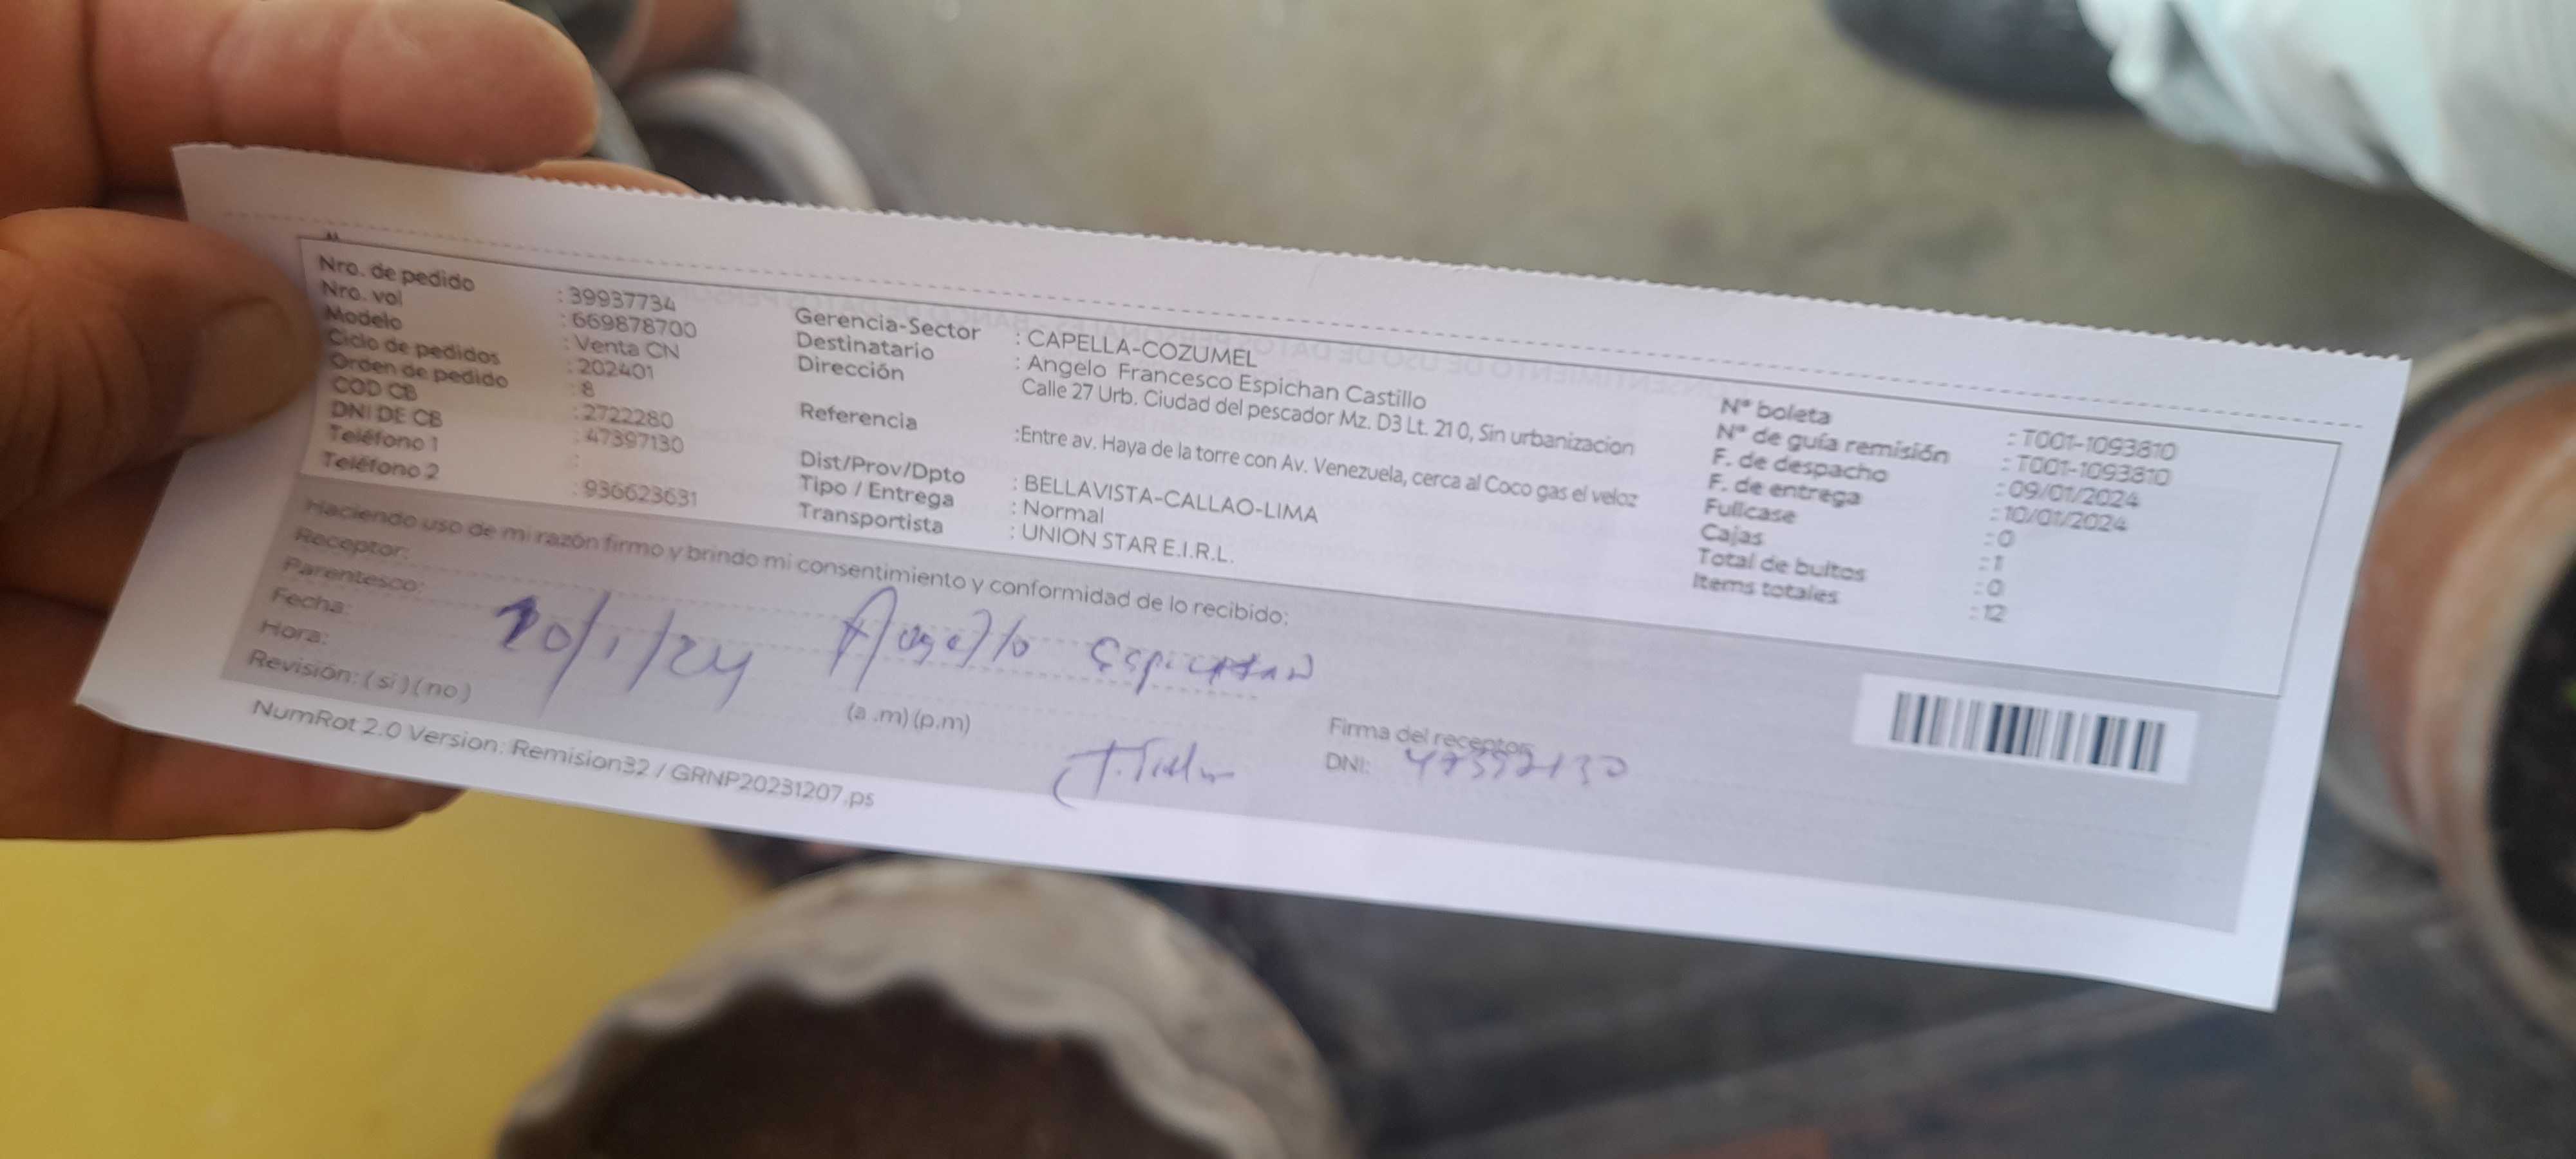 Nro. de pedido : 39937734
Nro. vol : 669878700
Modelo : Venta CN
Ciclo de pedidos : 202401
Orden de pedido : 8
COD CB : 2722280
DNI DE CB : 47397130
Teléfono 1 :
Teléfono 2 : 936623631
Gerencia-Sector : CAPELLA-COZUMEL
Destinatario : Angelo Francesco Espichan Castillo
Dirección Calle 27 Urb. Ciudad del pescador Mz. D3 Lt. 210, Sin urbanizacion
Referencia :Entre av. Haya de la torre con Av. Venezuela, cerca al Coco gas el veloz
Dist/Prov/Dpto : BELLAVISTA-CALLAO-LIMA
Tipo / Entrega : Normal
Transportista : UNION STAR E.I.R.L.
N° boleta : T001-1093810
N° de guía remisión : T001-1093810
F. de despacho : 09/01/2024
F. de entrega : 10/01/2024
Fullcase : 0
Cajas : 1
Total de bultos : 0
Items totales : 12
Haciendo uso de mi razón firmo y brindo mi consentimiento y conformidad de lo recibido:
Receptor: Angello Espichan
Parentesco:
Fecha: 10/1/24
Hora: (a .m) (p.m)
Revisión: ( si ) ( no )
Firma del receptor
DNI: 47397130
NumRot 2.0 Version: Remision32 / GRNP20231207.ps